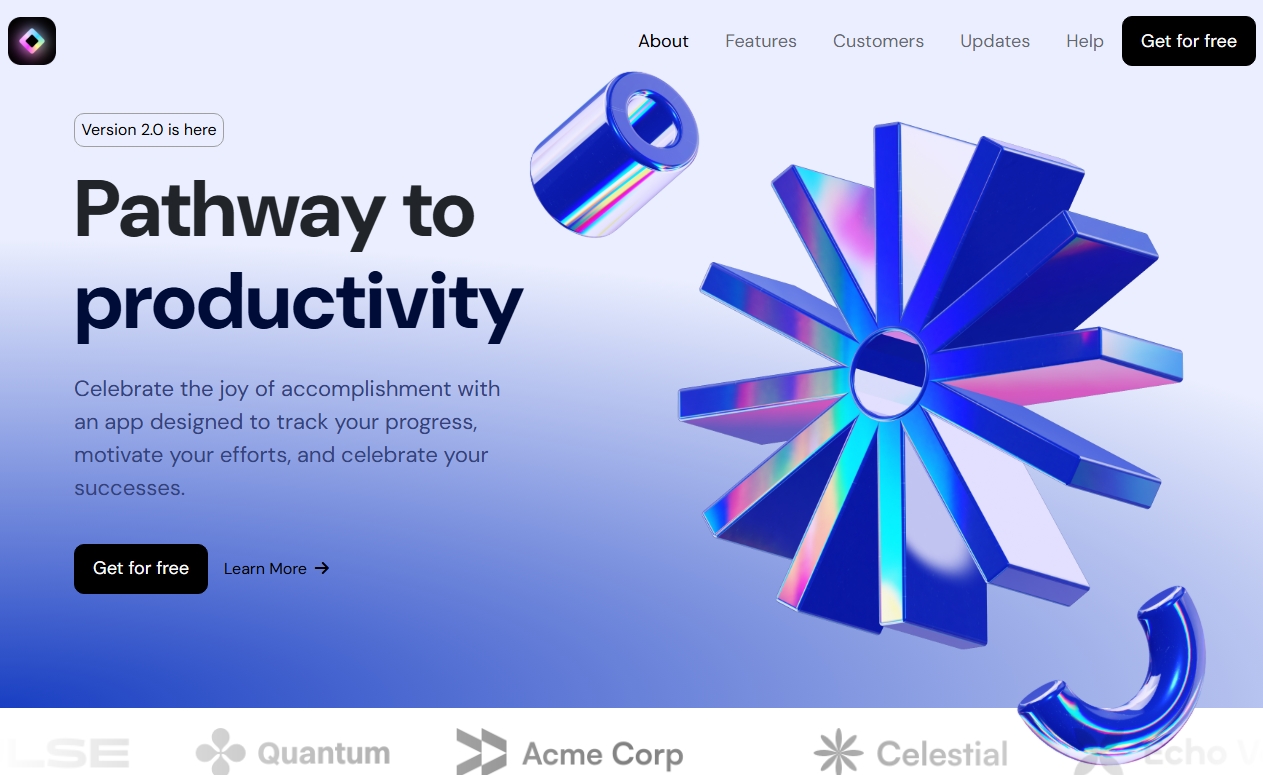 About Features Customers Updates Help Get for free
Version 2.0 is here
Pathway to
productivity
Celebrate the joy of accomplishment with
an app designed to track your progress,
motivate your efforts, and celebrate your
successes.
Get for free Learn More →
LSE Quantum Acme Corp Celestial Echo